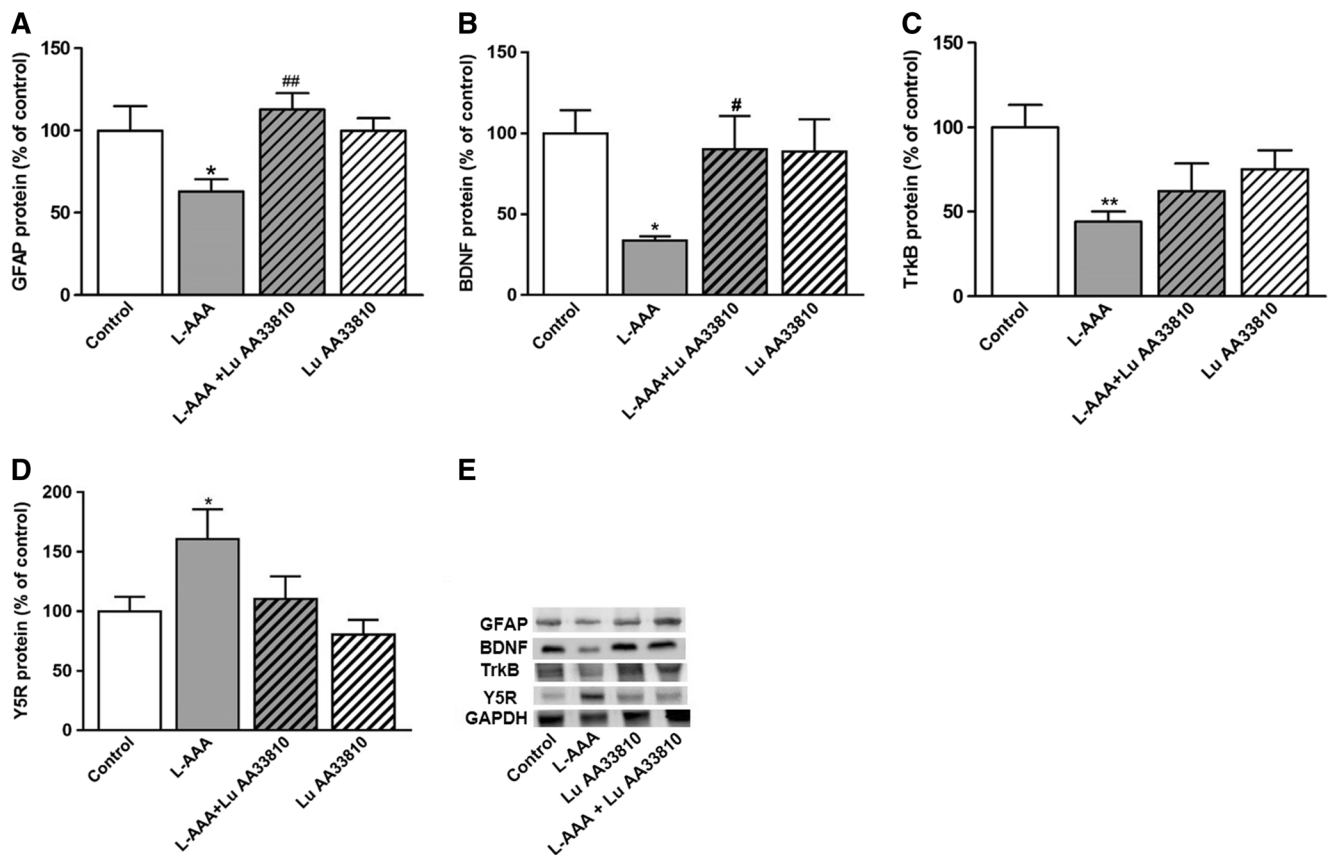 A
GFAP protein (% of control)
150
100
50
0
*
##
Control
L-AAA
L-AAA +Lu AA33810
Lu AA33810
B
BDNF protein (% of control)
150
100
50
0
*
#
Control
L-AAA
L-AAA+Lu AA33810
Lu AA33810
C
TrkB protein (% of control)
150
100
50
0
**
Control
L-AAA
L-AAA+Lu AA33810
Lu AA33810
D
Y5R protein (% of control)
200
150
100
50
0
*
Control
L-AAA
L-AAA+Lu AA33810
Lu AA33810
E
GFAP
BDNF
TrkB
Y5R
GAPDH
Control
L-AAA
Lu AA33810
L-AAA + Lu AA33810